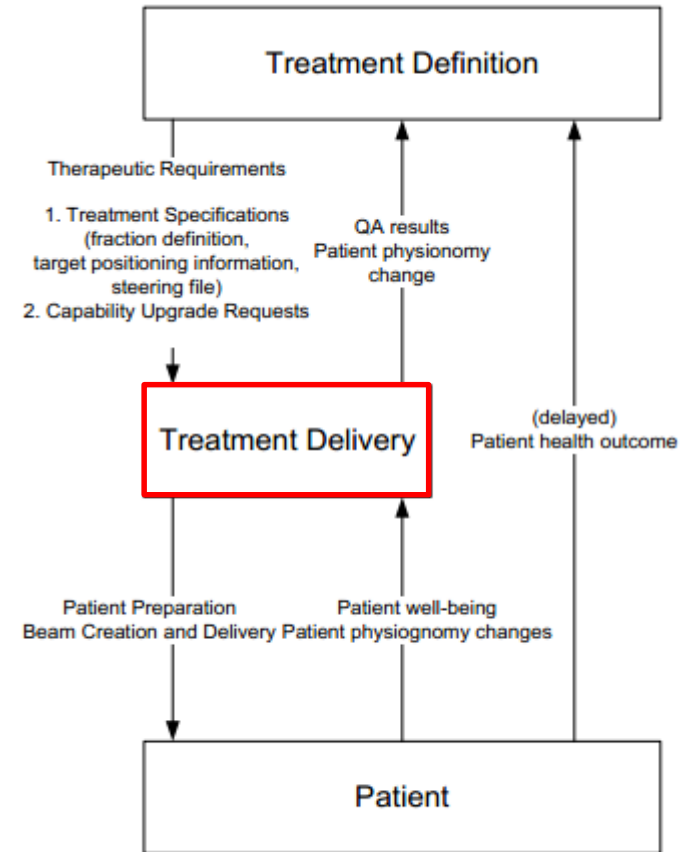 Treatment Definition
Therapeutic Requirements
1. Treatment Specifications
(fraction definition,
target positioning information,
steering file)
2. Capability Upgrade Requests
QA results
Patient physionomy
change
(delayed)
Patient health outcome
Treatment Delivery
Patient Preparation
Beam Creation and Delivery
Patient well-being
Patient physiognomy changes
Patient